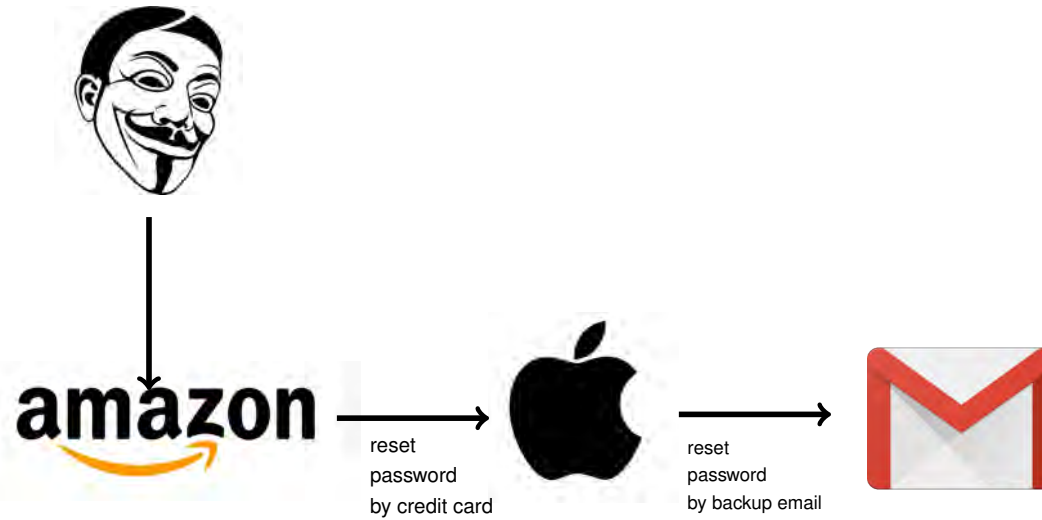 amazon
reset
password
by credit card
reset
password
by backup email